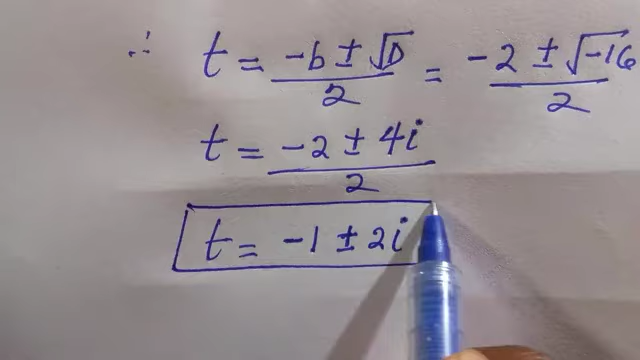 ∴ t = (-b ± √D)/2 = (-2 ± √-16)/2
t = (-2 ± 4i)/2
t = -1 ± 2i